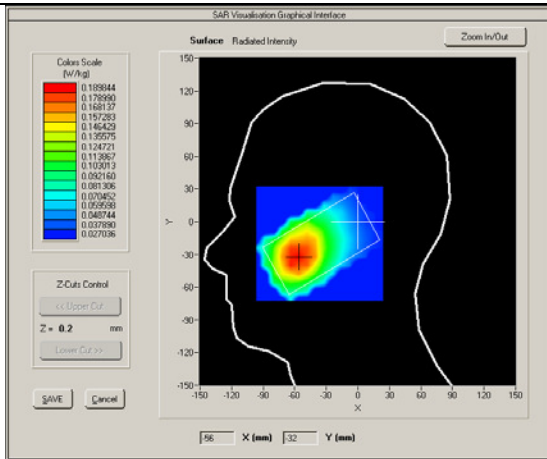 SAR Visualisation Graphical Interface
Surface Radiated Intensity
Zoom In/Out
Colors Scale
(W/kg)
0.189844
0.178990
0.168137
0.157283
0.146429
0.135575
0.124721
0.113867
0.103013
0.092160
0.081306
0.070452
0.059598
0.048744
0.037890
0.027036
Z-Cuts Control
<< Upper Cut
Z = 0.2 mm
Lower Cut >>
SAVE Cancel
150
120
90
60
30
0
-30
-60
-90
-120
-150
Y
-150 -120 -90 -60 -30 0 30 60 90 120 150
X
-56 X (mm) -32 Y (mm)